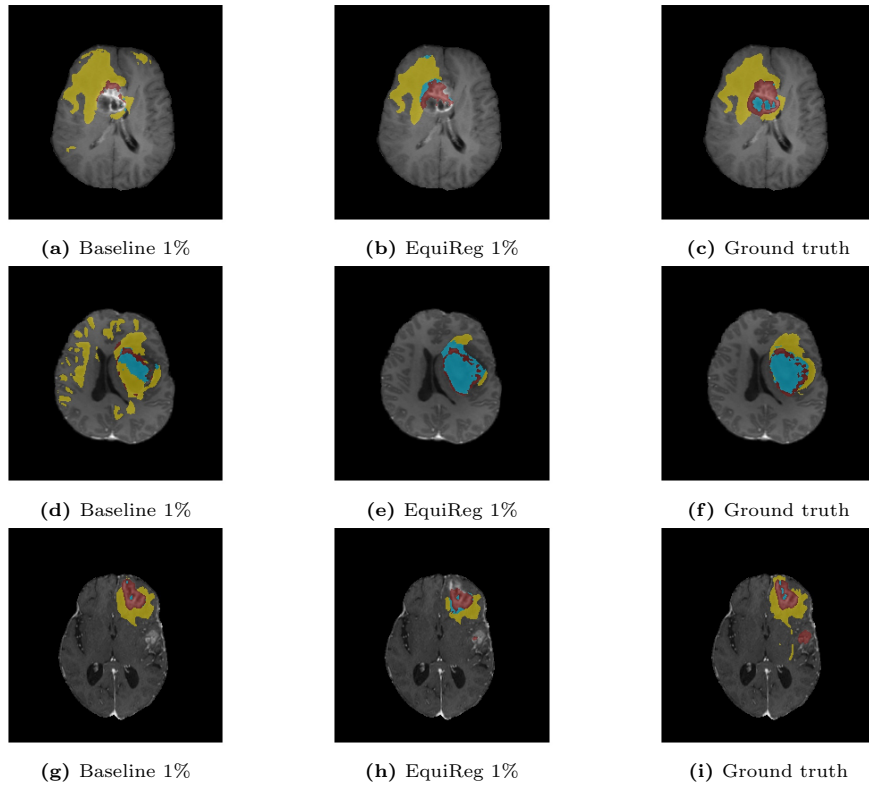 (a) Baseline 1%
(b) EquiReg 1%
(c) Ground truth
(d) Baseline 1%
(e) EquiReg 1%
(f) Ground truth
(g) Baseline 1%
(h) EquiReg 1%
(i) Ground truth